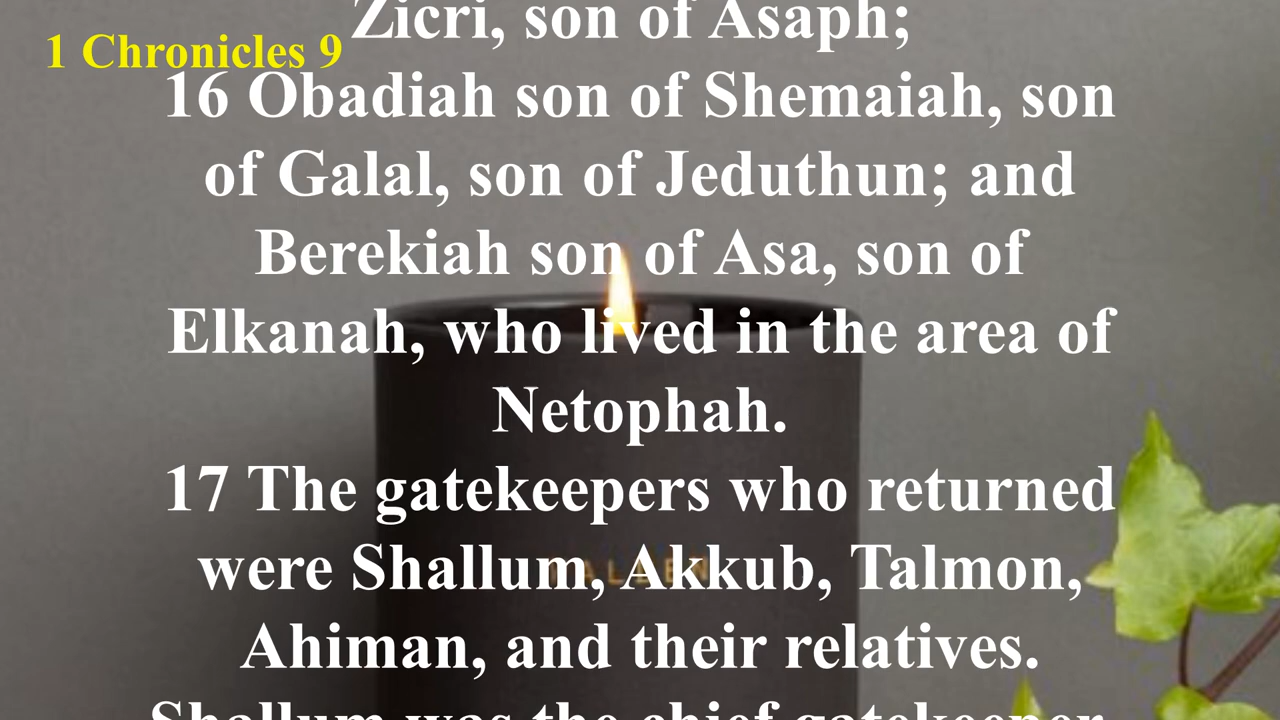 Zicri, son of Asaph;
1 Chronicles 9
16 Obadiah son of Shemaiah, son
of Galal, son of Jeduthun; and
Berekiah son of Asa, son of
Elkanah, who lived in the area of
Netophah.
17 The gatekeepers who returned
were Shallum, Akkub, Talmon,
Ahiman, and their relatives.
Shallum was the chief gatekeeper